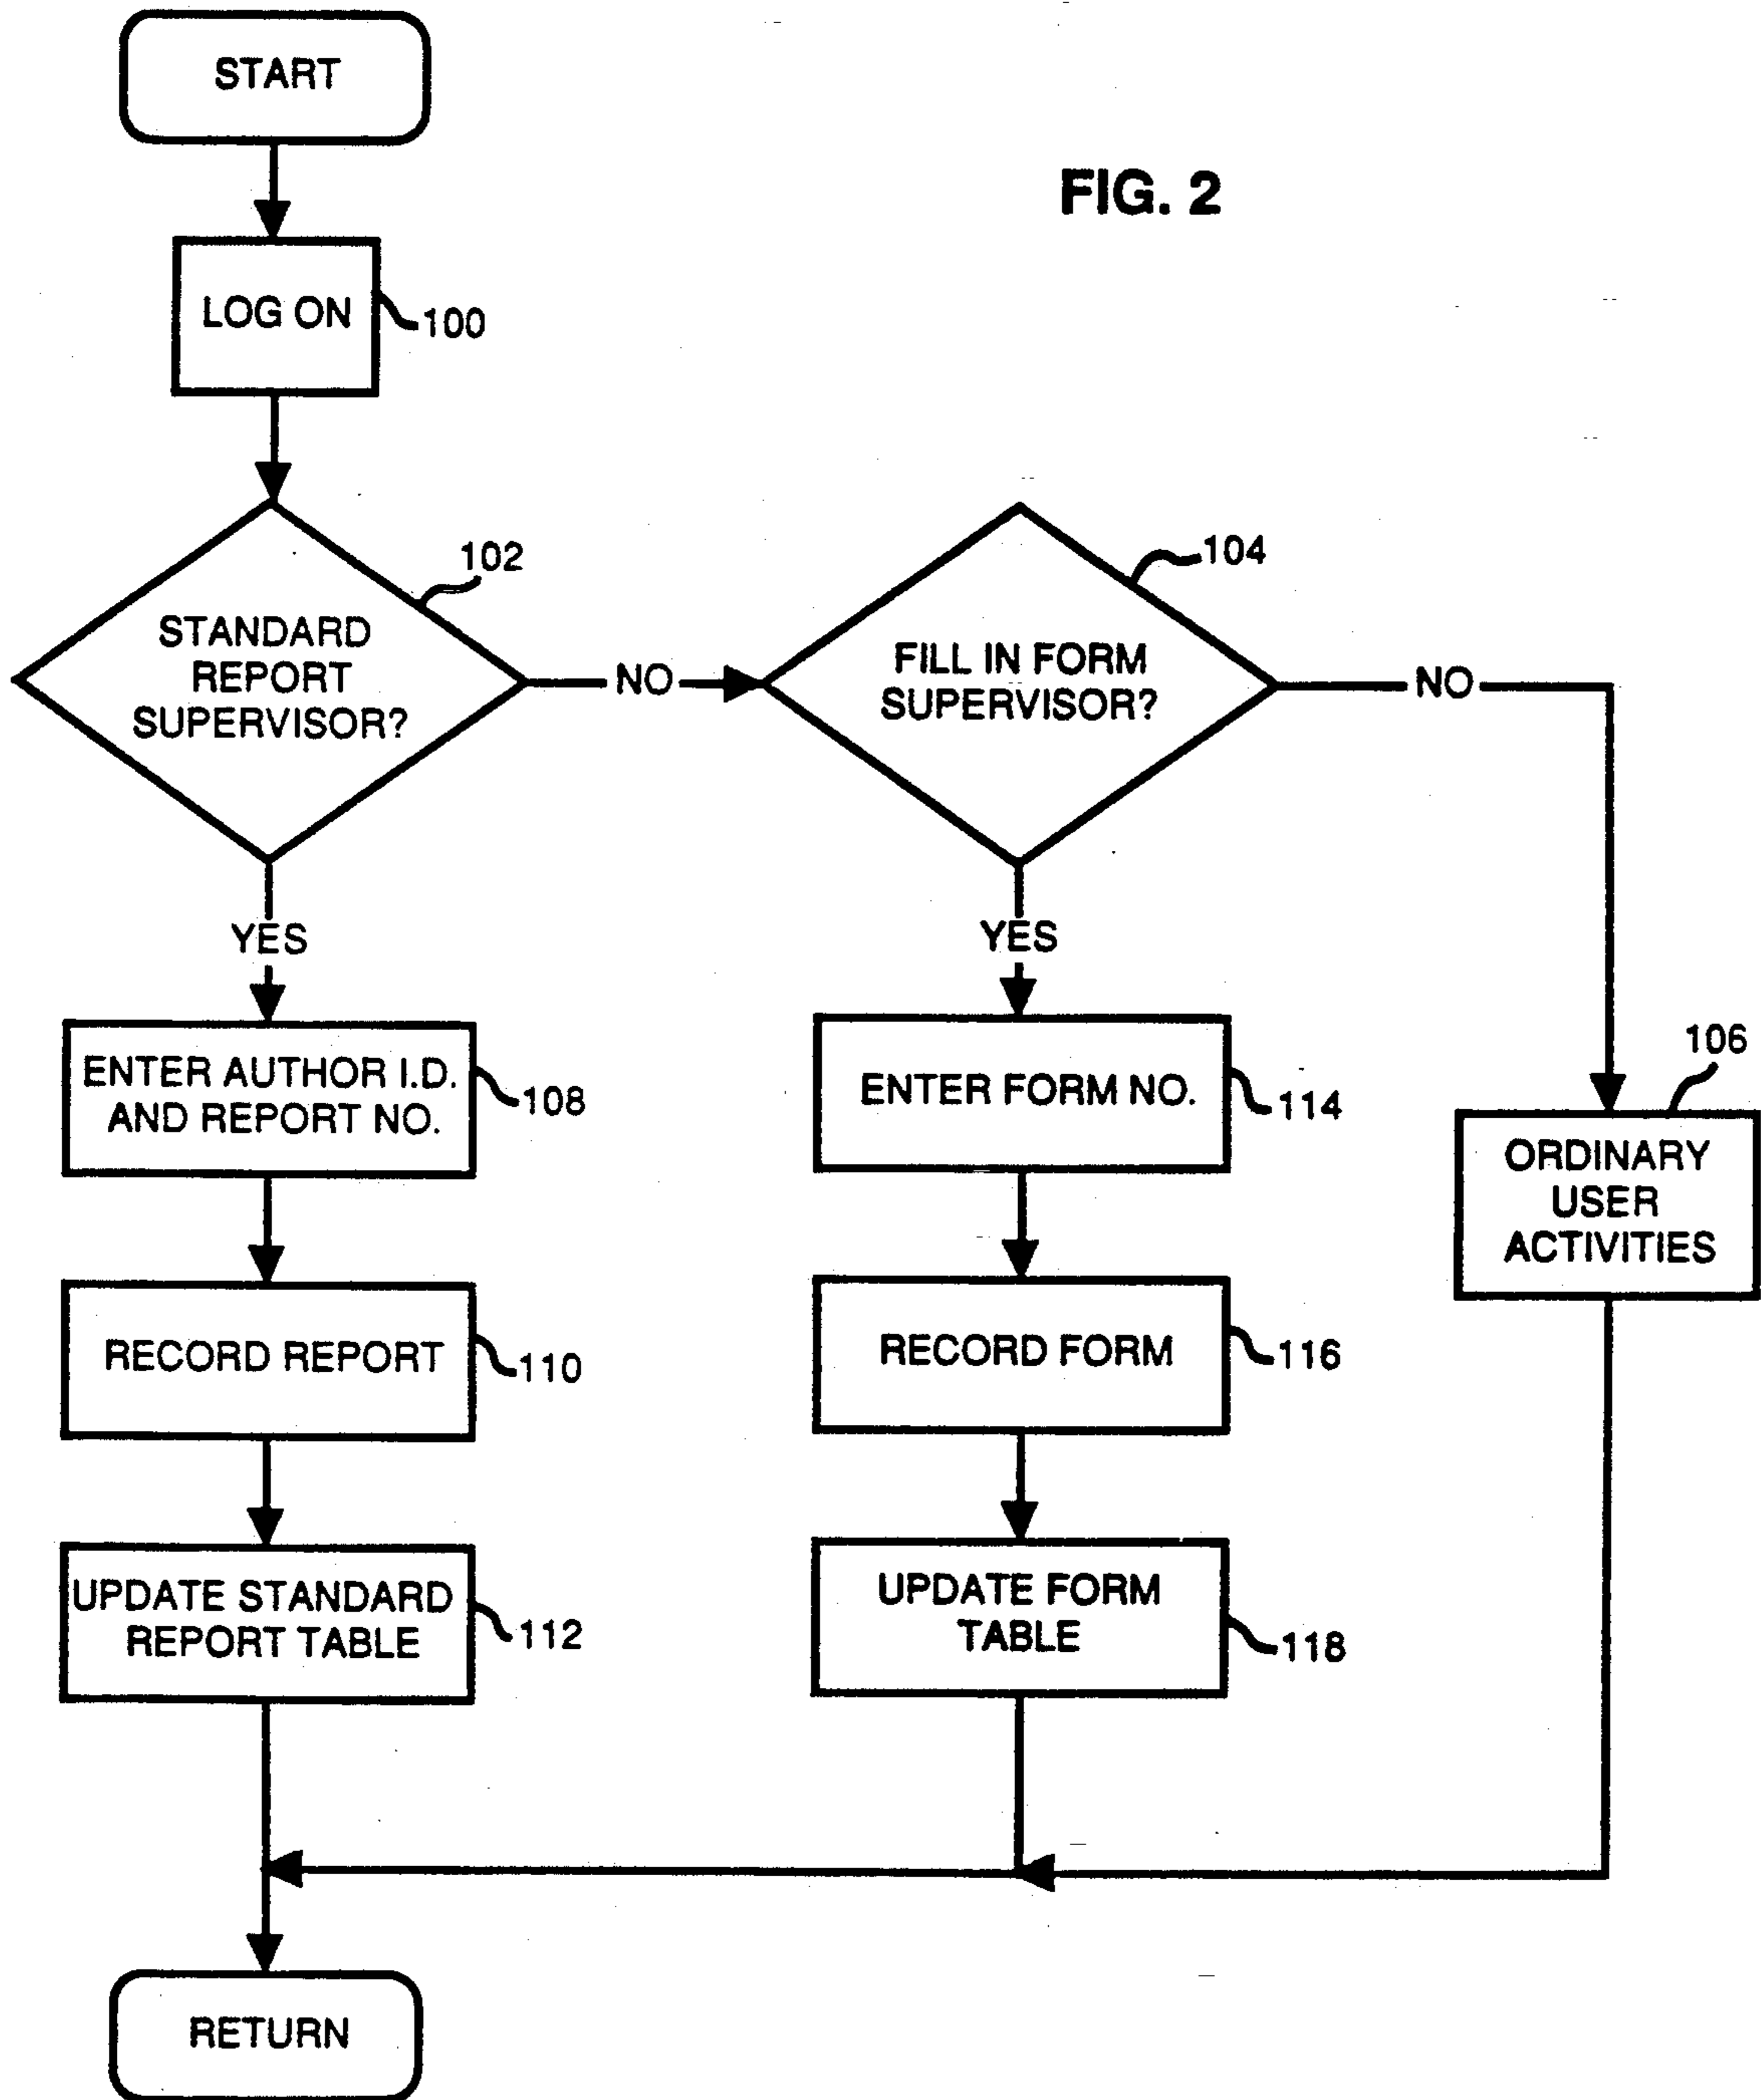 START
FIG. 2
LOG ON
100
102
104
STANDARD
REPORT
SUPERVISOR?
NO
FILL IN FORM
SUPERVISOR?
NO
YES
YES
106
ENTER AUTHOR I.D.
AND REPORT NO.
108
ENTER FORM NO.
114
ORDINARY
USER
ACTIVITIES
RECORD REPORT
110
RECORD FORM
116
UPDATE STANDARD
REPORT TABLE
112
UPDATE FORM
TABLE
118
RETURN